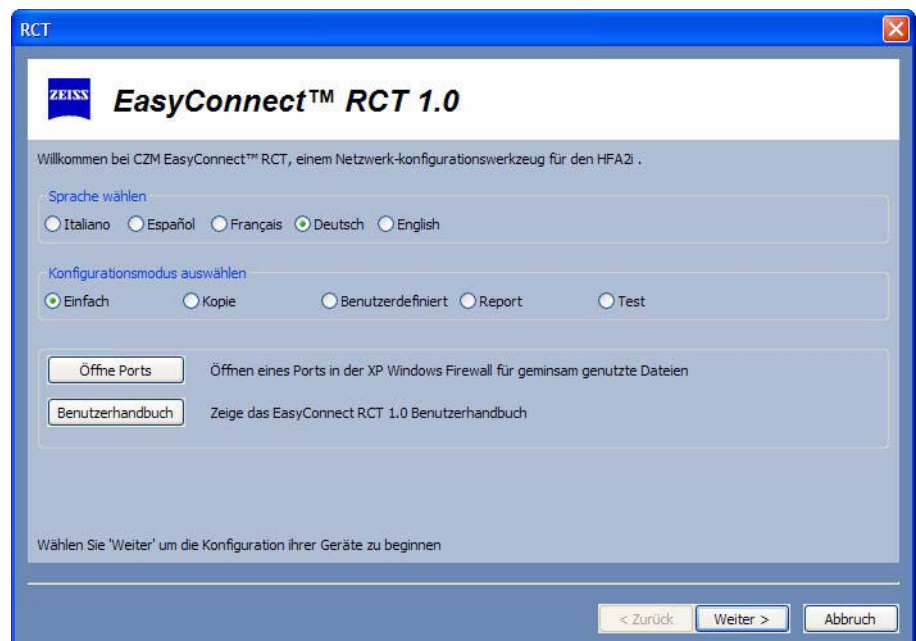 RCT
ZEISS
EasyConnect™ RCT 1.0
Willkommen bei CZM EasyConnect™ RCT, einem Netzwerk-konfigurationswerkzeug für den HFA2i .
Sprache wählen
Italiano Español Français Deutsch English
Konfigurationsmodus auswählen
Einfach Kopie Benutzerdefiniert Report Test
Öffne Ports Öffnen eines Ports in der XP Windows Firewall für geminsam genutzte Dateien
Benutzerhandbuch Zeige das EasyConnect RCT 1.0 Benutzerhandbuch
Wählen Sie 'Weiter' um die Konfiguration ihrer Geräte zu beginnen
< Zurück Weiter > Abbruch